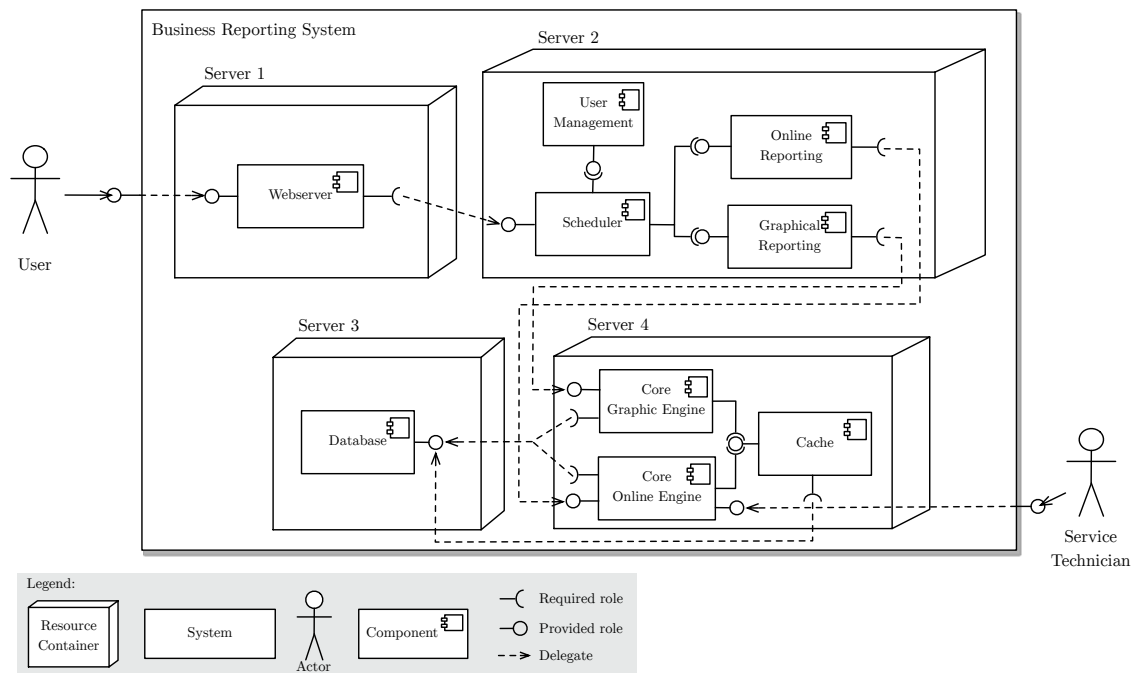 Business Reporting System
Server 1
Server 2
User
Management
Online
Reporting
Webserver
Scheduler
Graphical
Reporting
User
Server 3
Server 4
Core
Graphic Engine
Database
Cache
Core
Online Engine
Service
Technician
Legend:
Resource
Container
System
Actor
Component
Required role
Provided role
Delegate